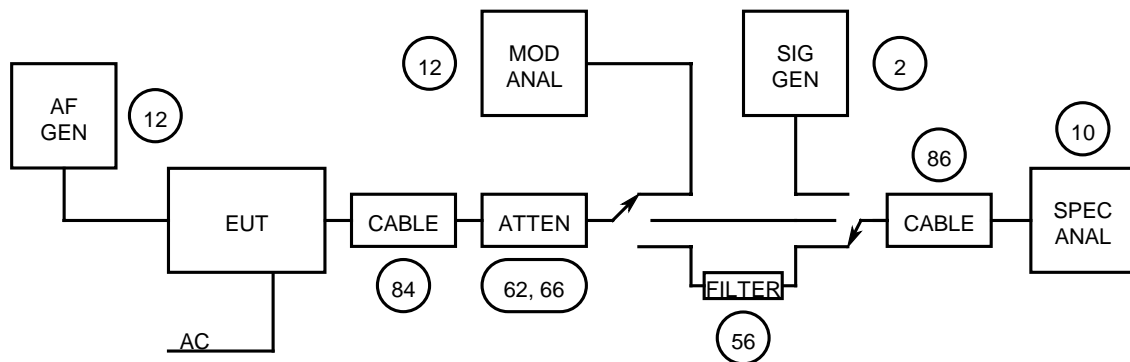 MOD
ANAL
12
SIG
GEN
2
AF
GEN
12
10
86
EUT
CABLE
ATTEN
CABLE
SPEC
ANAL
84
62, 66
FILTER
56
AC